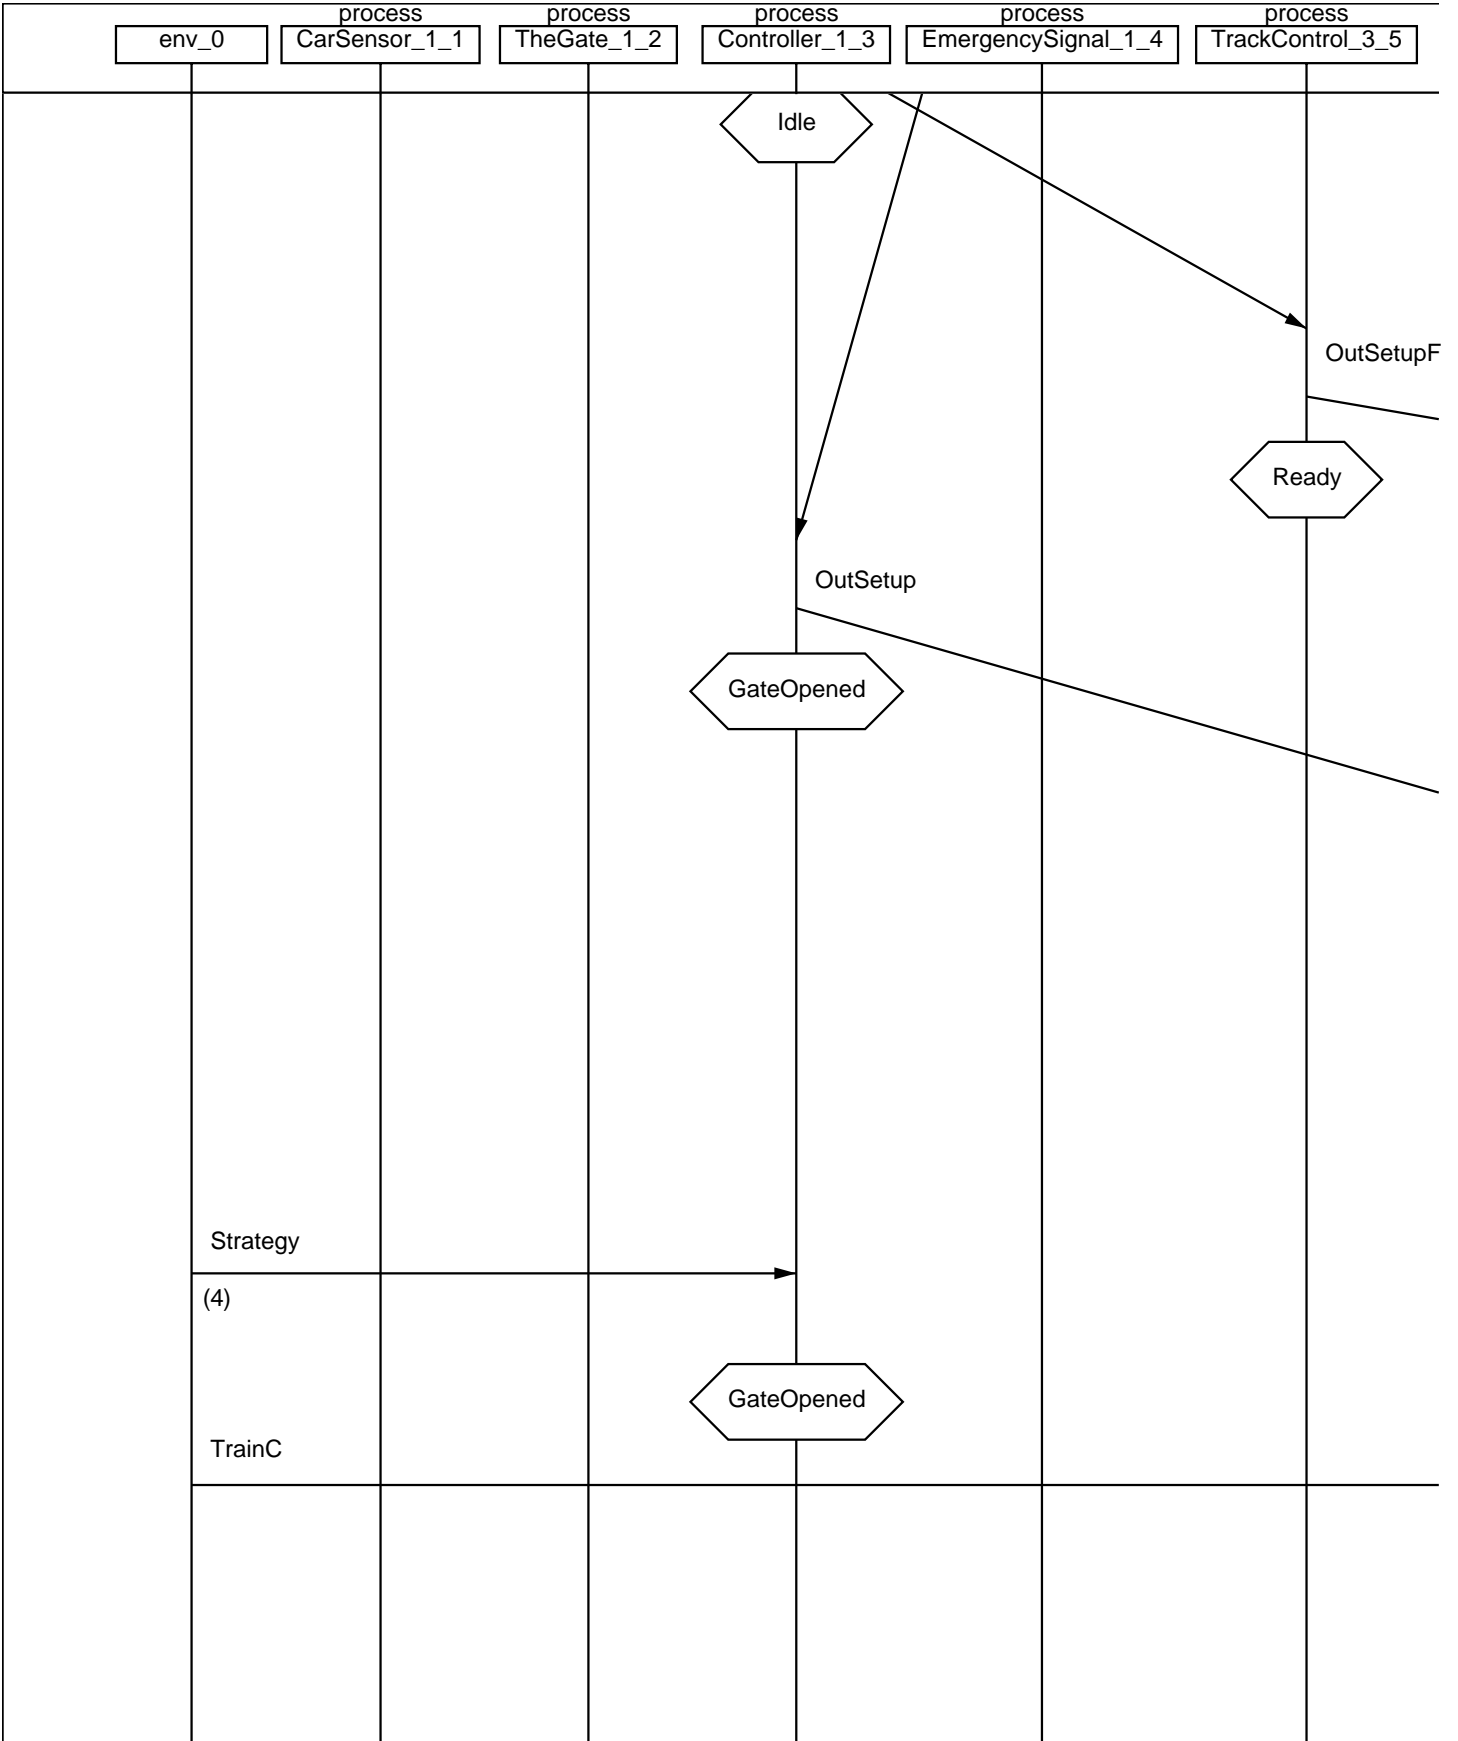 process process process process process
env_0 CarSensor_1_1 TheGate_1_2 Controller_1_3 EmergencySignal_1_4 TrackControl_3_5
Idle
OutSetupF
Ready
OutSetup
GateOpened
Strategy
(4)
GateOpened
TrainC